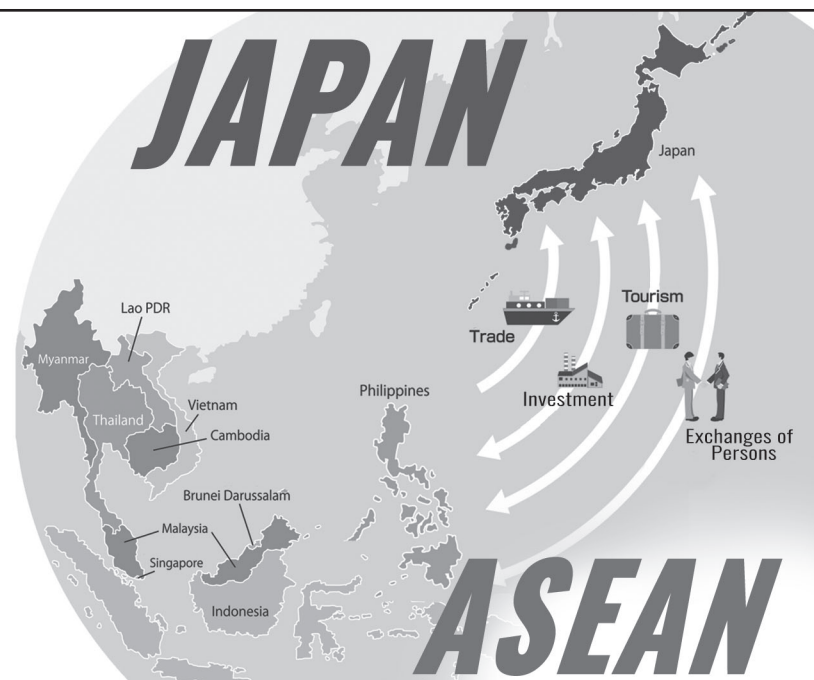 JAPAN
Japan
Lao PDR
Myanmar
Tourism
Trade
Thailand
Vietnam
Philippines
Investment
Cambodia
Exchanges of
Persons
Brunei Darussalam
Malaysia
Singapore
Indonesia
ASEAN